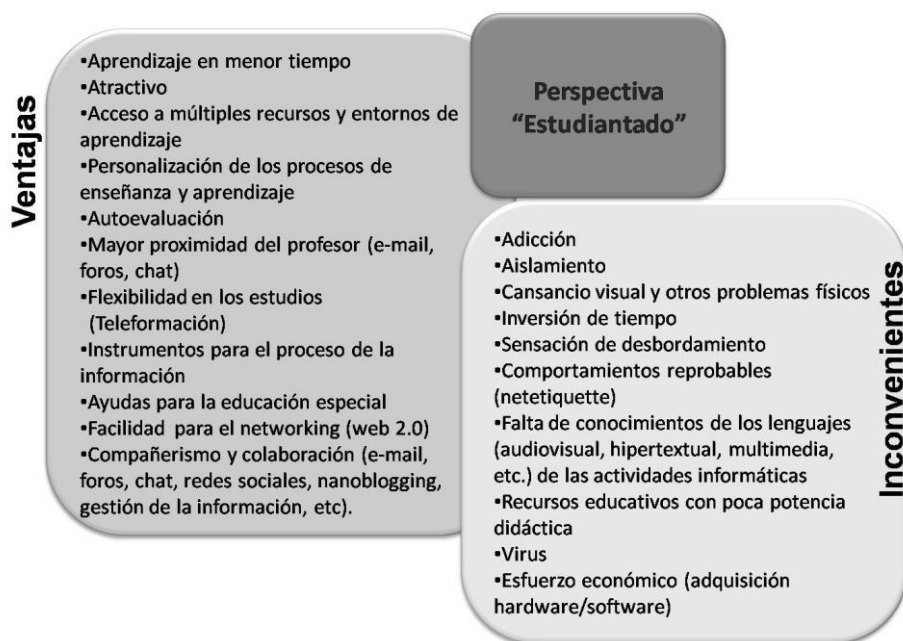 Ventajas
•Aprendizaje en menor tiempo
•Atractivo
•Acceso a múltiples recursos y entornos de
aprendizaje
•Personalización de los procesos de
enseñanza y aprendizaje
•Autoevaluación
•Mayor proximidad del profesor (e-mail,
foros, chat)
•Flexibilidad en los estudios
(Teleformación)
•Instrumentos para el proceso de la
información
•Ayudas para la educación especial
•Facilidad para el networking (web 2.0)
•Compañerismo y colaboración (e-mail,
foros, chat, redes sociales, nanoblogging,
gestión de la información, etc).
Perspectiva
“Estudiantado”
•Adicción
•Aislamiento
•Cansancio visual y otros problemas físicos
•Inversión de tiempo
•Sensación de desbordamiento
•Comportamientos reprobables
(netetiquette)
•Falta de conocimientos de los lenguajes
(audiovisual, hipertextual, multimedia,
etc.) de las actividades informáticas
•Recursos educativos con poca potencia
didáctica
•Virus
•Esfuerzo económico (adquisición
hardware/software)
Inconvenientes